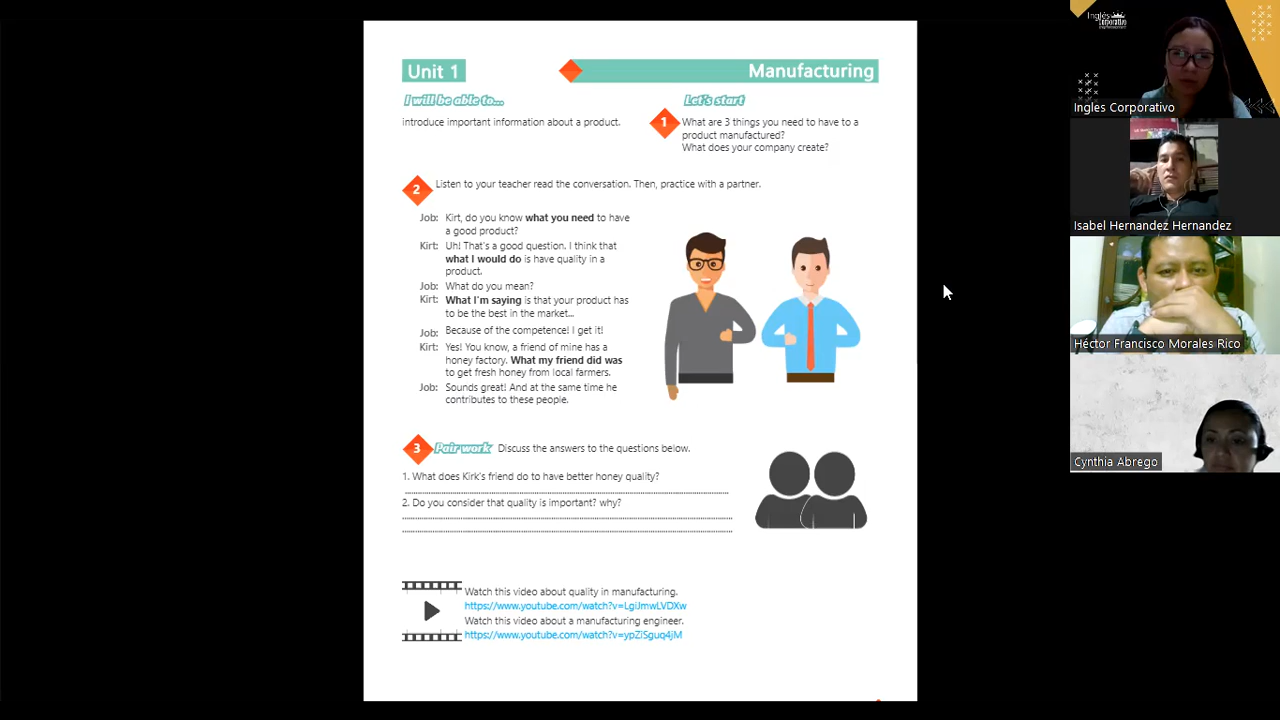 Unit 1
Manufacturing
I will be able to...
introduce important information about a product.
Let's start
1
What are 3 things you need to have to a
product manufactured?
What does your company create?
2
Listen to your teacher read the conversation. Then, practice with a partner.
Job: Kirt, do you know what you need to have
a good product?
Kirt: Uh! That's a good question. I think that
what I would do is have quality in a
product.
Job: What do you mean?
Kirt: What I'm saying is that your product has
to be the best in the market...
Job: Because of the competence! I get it!
Kirt: Yes! You know, a friend of mine has a
honey factory. What my friend did was
to get fresh honey from local farmers.
Job: Sounds great! And at the same time he
contributes to these people.
3
Pair work Discuss the answers to the questions below.
1. What does Kirk's friend do to have better honey quality?
2. Do you consider that quality is important? why?
Watch this video about quality in manufacturing.
https://www.youtube.com/watch?v=LgiJmwLVDXw
Watch this video about a manufacturing engineer.
https://www.youtube.com/watch?v=ypZiSguq4jM
Inglés
Corporativo
Ingles Corporativo
Isabel Hernandez Hernandez
Héctor Francisco Morales Rico
Cynthia Abrego